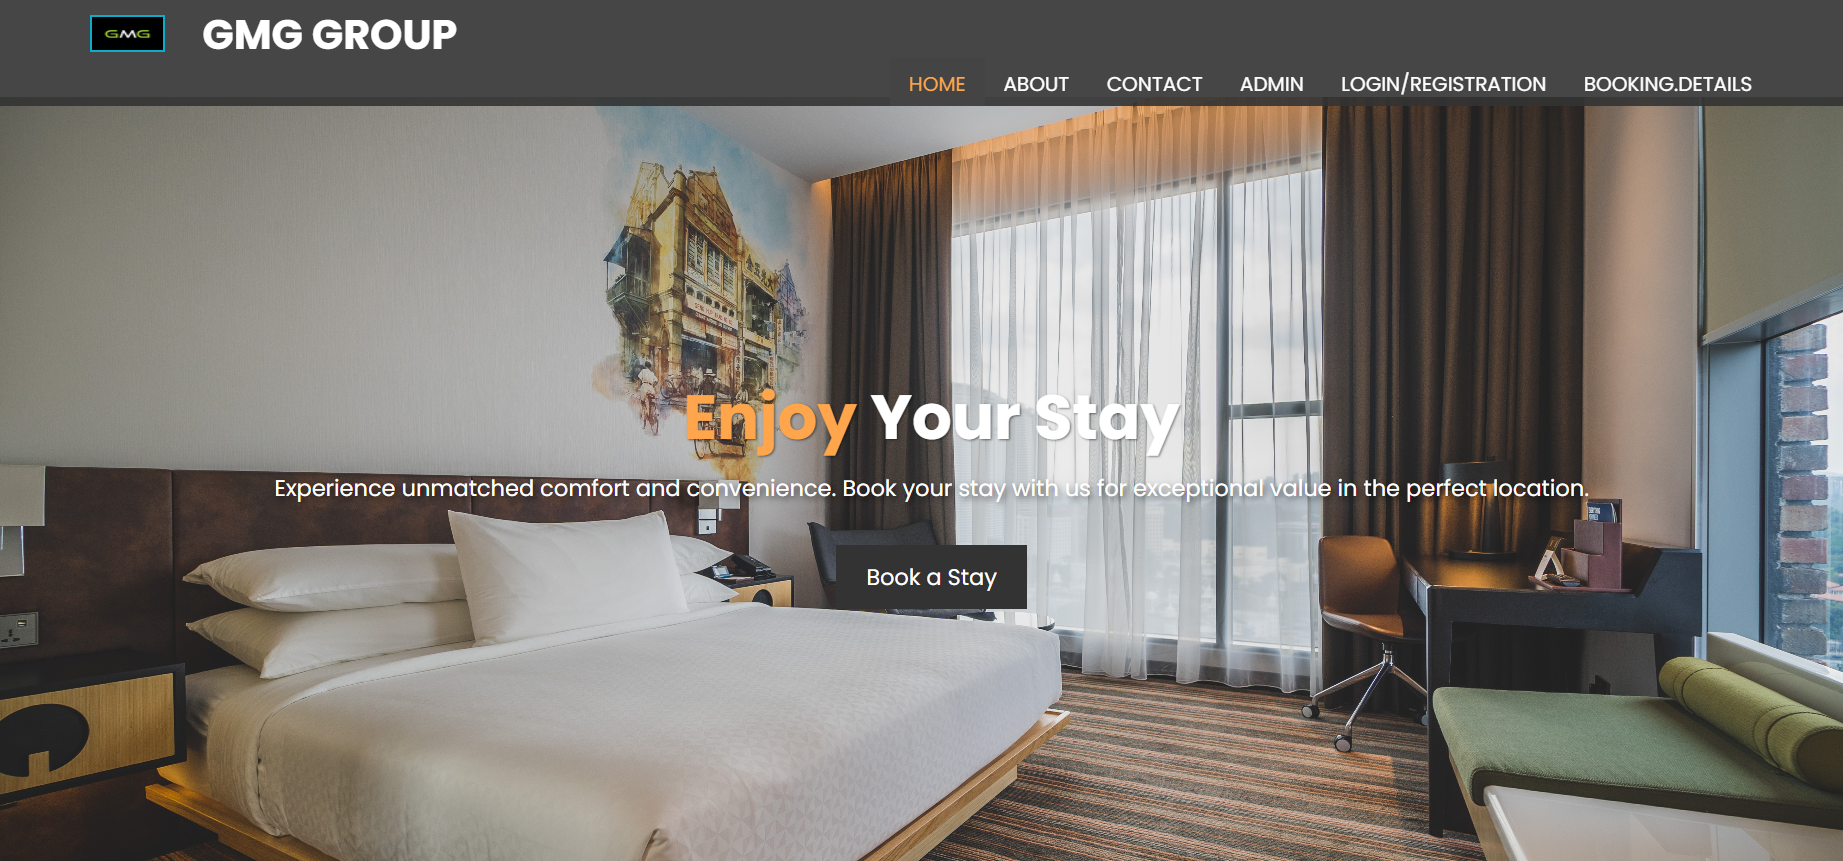 GMG
GMG GROUP
HOME ABOUT CONTACT ADMIN LOGIN/REGISTRATION BOOKING.DETAILS
Enjoy Your Stay
Experience unmatched comfort and convenience. Book your stay with us for exceptional value in the perfect location.
Book a Stay